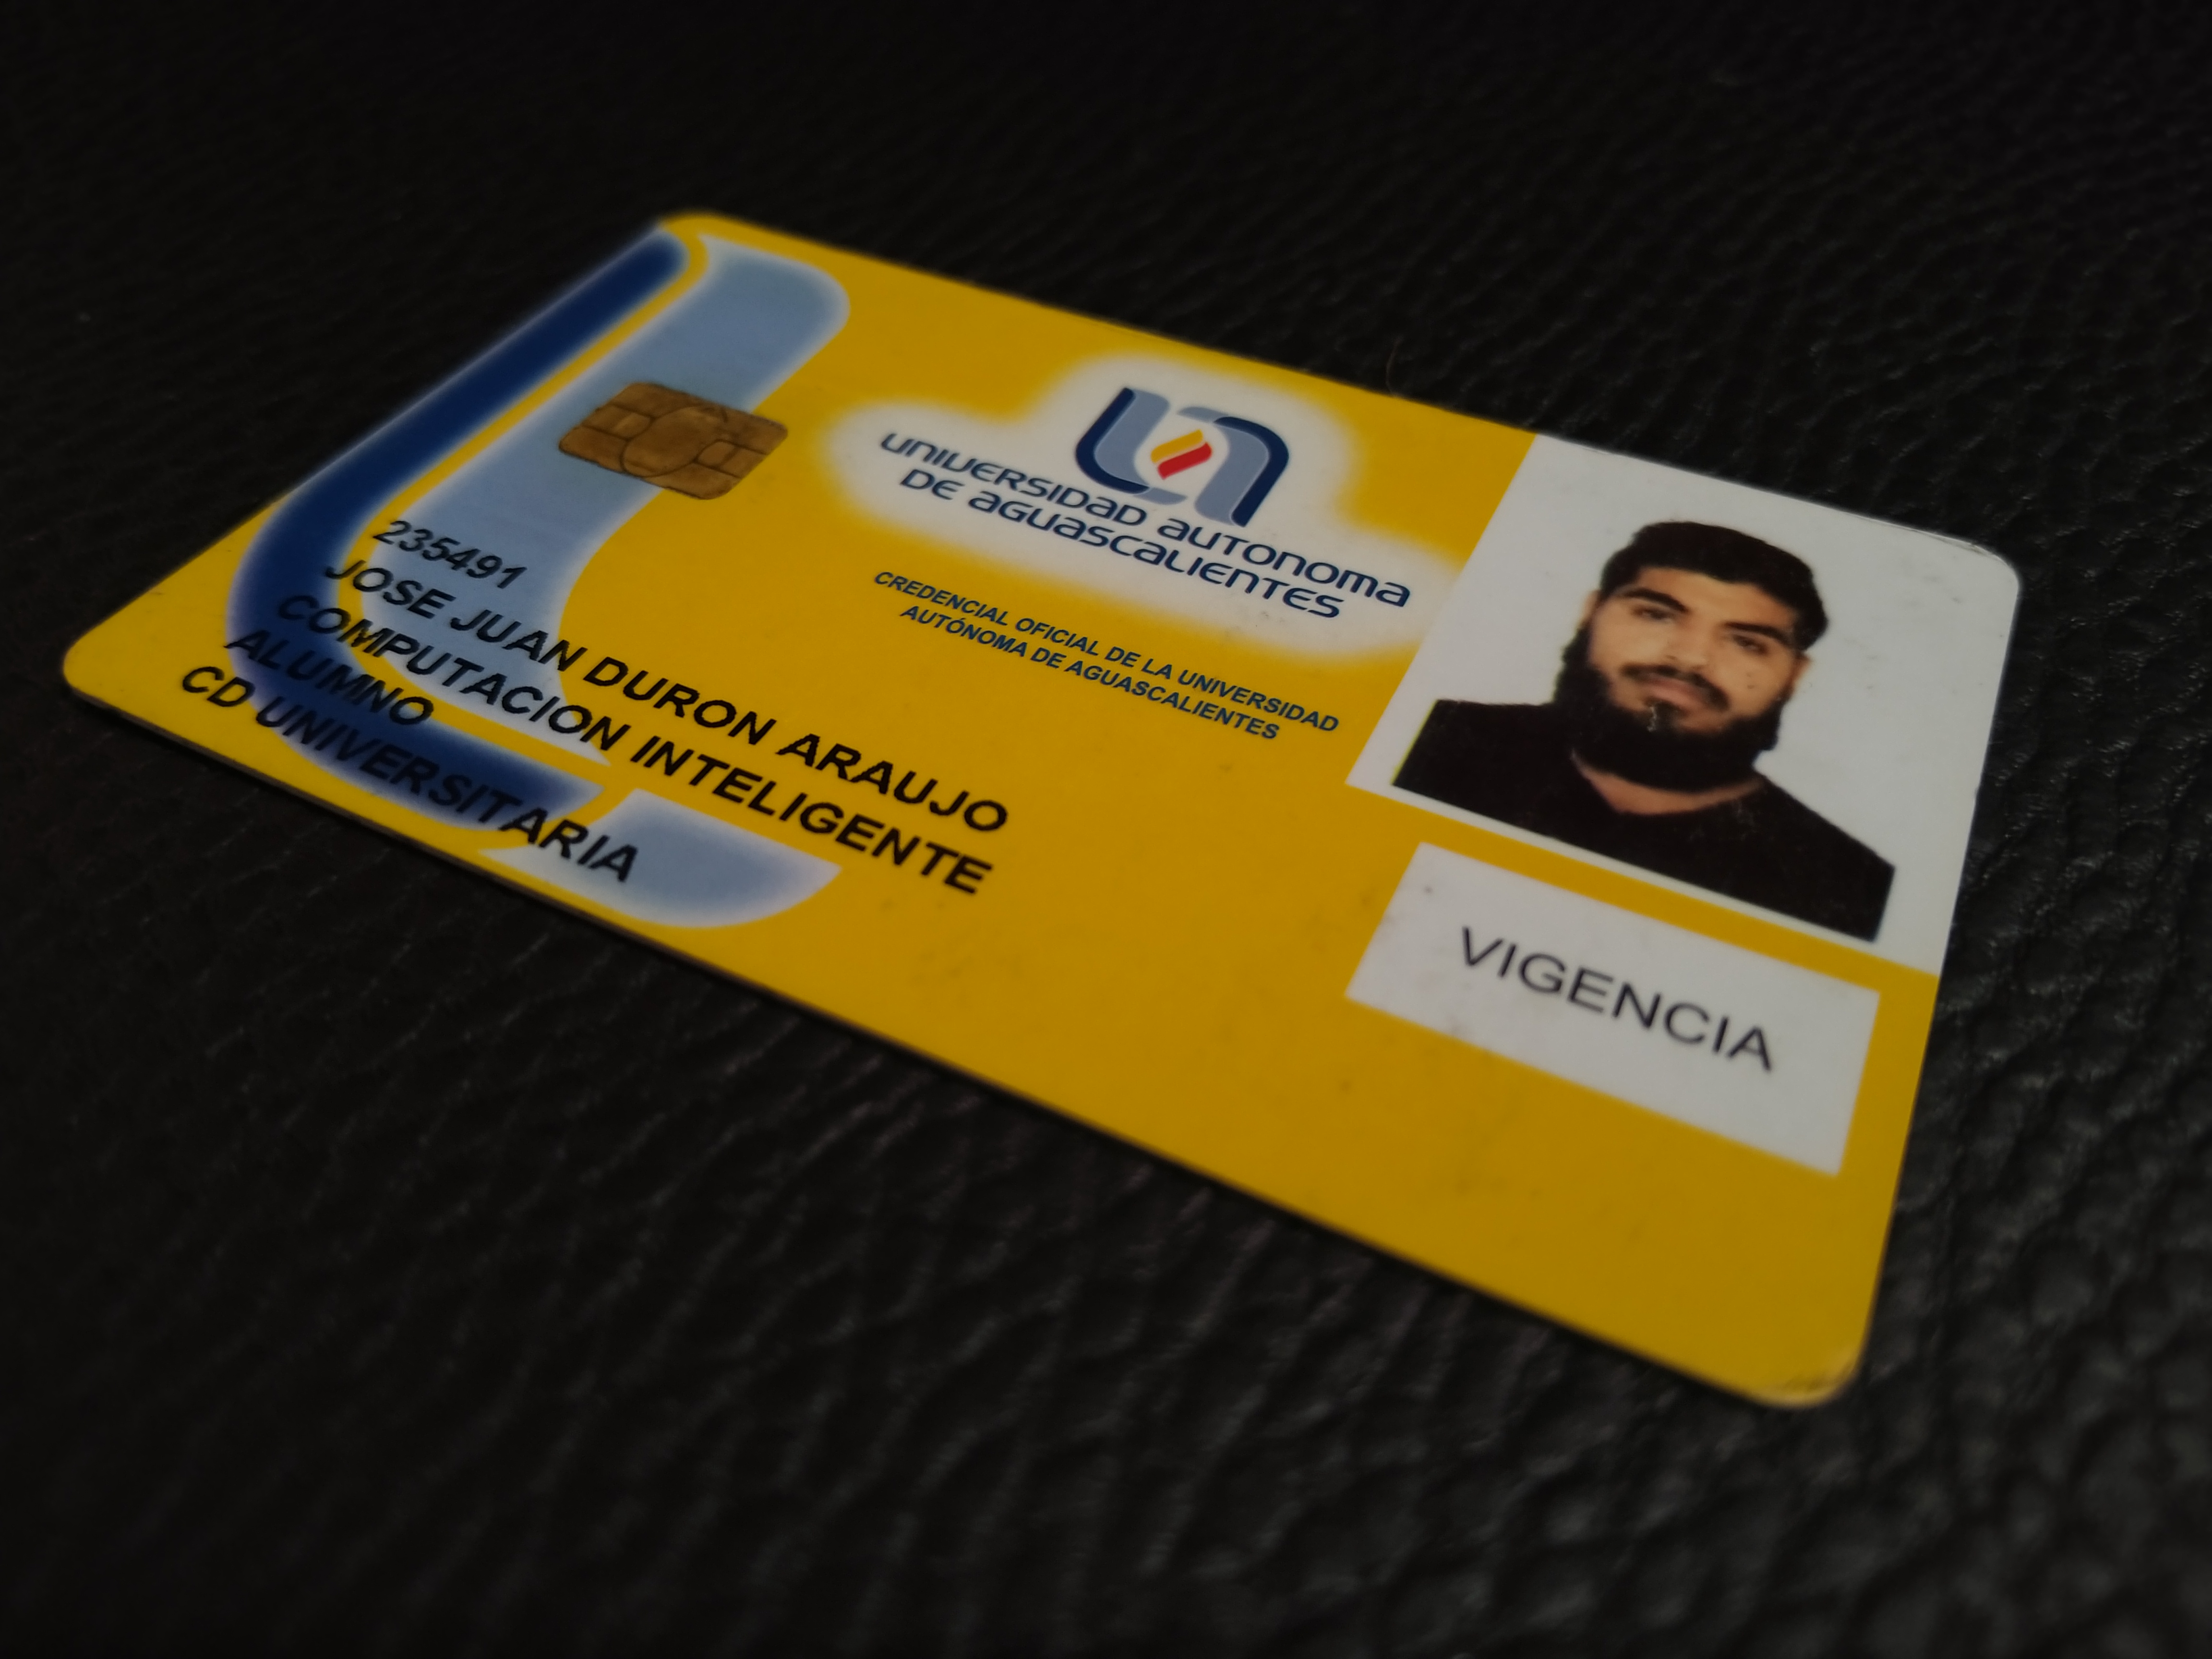 UNIVERSIDAD AUTONOMA
DE AGUASCALIENTES
CREDENCIAL OFICIAL DE LA UNIVERSIDAD
AUTÓNOMA DE AGUASCALIENTES
235491
JOSE JUAN DURON ARAUJO
COMPUTACION INTELIGENTE
ALUMNO
CD UNIVERSITARIA
VIGENCIA